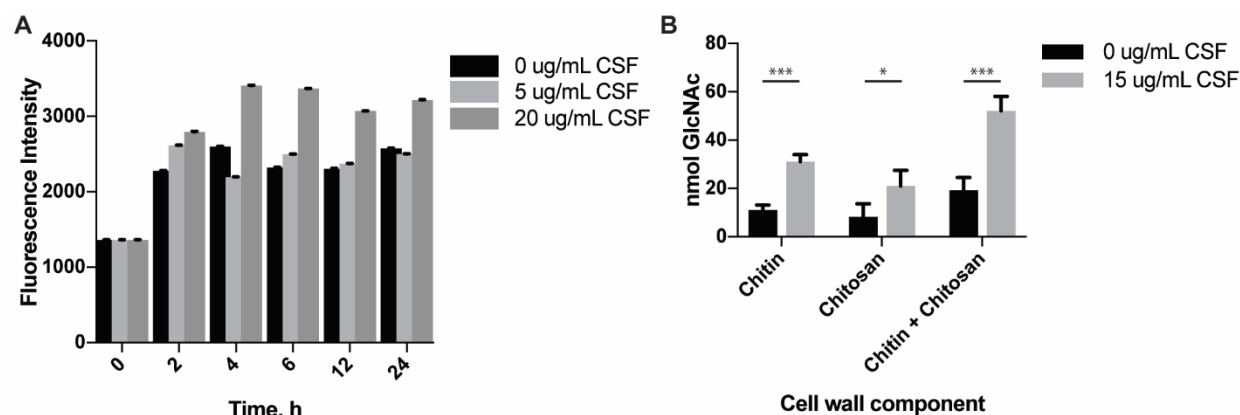 A
4000
3000
2000
1000
0
Fluorescence Intensity
0
2
4
6
12
24
Time, h
0 ug/mL CSF
5 ug/mL CSF
20 ug/mL CSF
B
80
60
40
20
0
nmol GlcNAc
***
*
***
Chitin
Chitosan
Chitin + Chitosan
Cell wall component
0 ug/mL CSF
15 ug/mL CSF